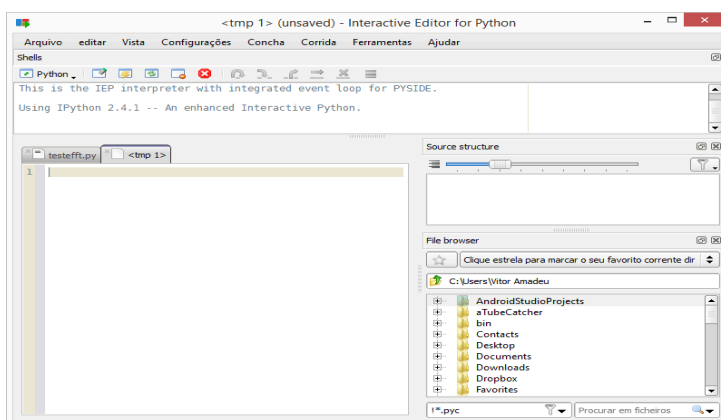 <tmp 1> (unsaved) - Interactive Editor for Python
Arquivo editar Vista Configurações Concha Corrida Ferramentas Ajudar
Shells
Python
This is the IEP interpreter with integrated event loop for PYSIDE.
Using IPython 2.4.1 -- An enhanced Interactive Python.
testefft.py <tmp 1>
1
Source structure
File browser
Clique estrela para marcar o seu favorito corrente dir
C:\Users\Vitor Amadeu
AndroidStudioProjects
aTubeCatcher
bin
Contacts
Desktop
Documents
Downloads
Dropbox
Favorites
!*.pyc
Procurar em ficheiros